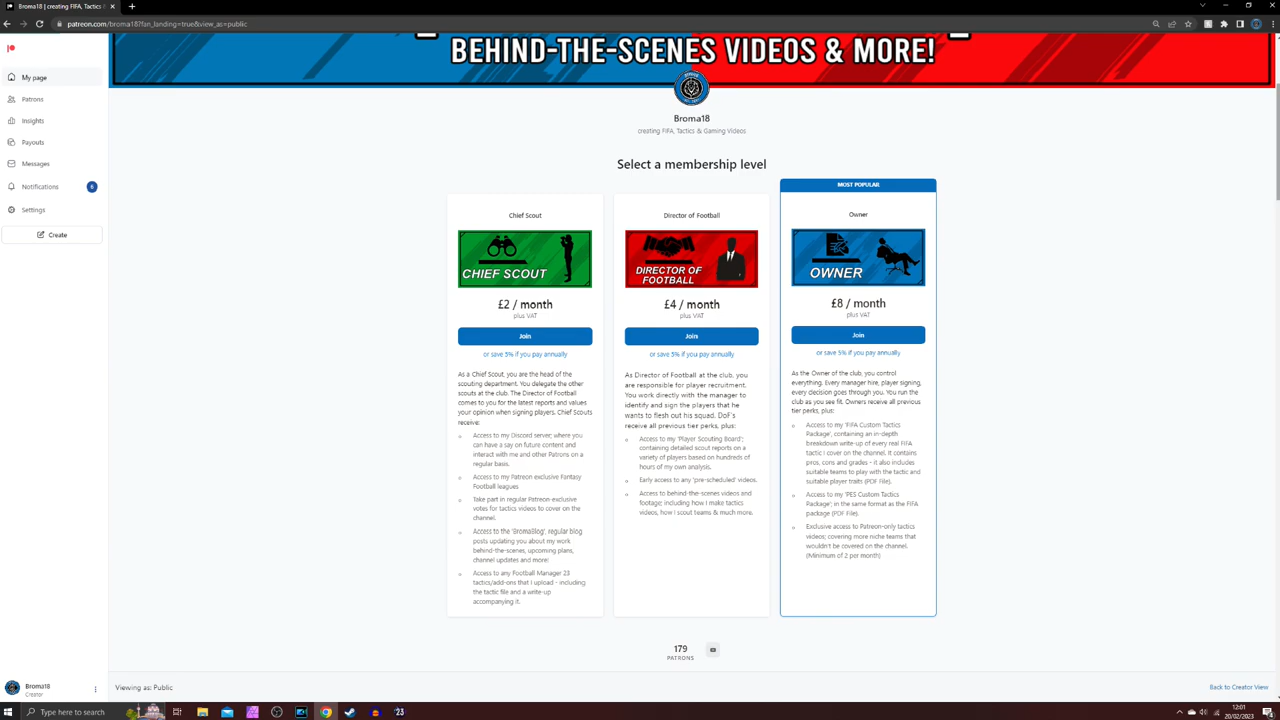 Broma18 | creating FIFA, Tactics &
patreon.com/broma18?fan_landing=true&view_as=public
BEHIND-THE-SCENES VIDEOS & MORE!
My page
Patrons
Insights
Payouts
Messages
Notifications
6
Settings
Create
Broma18
creating FIFA, Tactics & Gaming Videos
Select a membership level
Chief Scout
CHIEF SCOUT
£2 / month
plus VAT
Join
or save 5% if you pay annually
As a Chief Scout, you are the head of the
scouting department. You delegate the other
scouts at the club. The Director of Football
comes to you for the latest reports and values
your opinion when signing players. Chief Scouts
receive:
Access to my Discord server; where you
can have a say on future content and
interact with me and other Patrons on a
regular basis.
Access to my Patreon exclusive Fantasy
Football leagues
Take part in regular Patreon-exclusive
votes for tactics videos to cover on the
channel.
Access to the 'BromaBlog', regular blog
posts updating you about my work
behind-the-scenes, upcoming plans,
channel updates and more!
Access to any Football Manager 23
tactics/add-ons that I upload - including
the tactic file and a write-up
accompanying it.
Director of Football
DIRECTOR OF
FOOTBALL
£4 / month
plus VAT
Join
or save 5% if you pay annually
As Director of Football at the club, you
are responsible for player recruitment.
You work directly with the manager to
identify and sign the players that he
wants to flesh out his squad. DoF's
receive all previous tier perks, plus:
Access to my 'Player Scouting Board';
containing detailed scout reports on a
variety of players based on hundreds of
hours of my own analysis.
Early access to any 'pre-scheduled' videos.
Access to behind-the-scenes videos and
footage; including how I make tactics
videos, how I scout teams & much more.
MOST POPULAR
Owner
OWNER
£8 / month
plus VAT
Join
or save 5% if you pay annually
As the Owner of the club, you control
everything. Every manager hire, player signing,
every decision goes through you. You run the
club as you see fit. Owners receive all previous
tier perks, plus:
Access to my 'FIFA Custom Tactics
Package', containing an in-depth
breakdown write-up of every real FIFA
tactic I cover on the channel. It contains
pros, cons and grades - it also includes
suitable teams to play with the tactic and
suitable player traits (PDF File).
Access to my 'PES Custom Tactics
Package'; in the same format as the FIFA
package (PDF File).
Exclusive access to Patreon-only tactics
videos; covering more niche teams that
wouldn't be covered on the channel.
(Minimum of 2 per month)
179
PATRONS
Broma18
Creator
Viewing as: Public
Back to Creator View
Type here to search
'23
12:01
20/02/2023